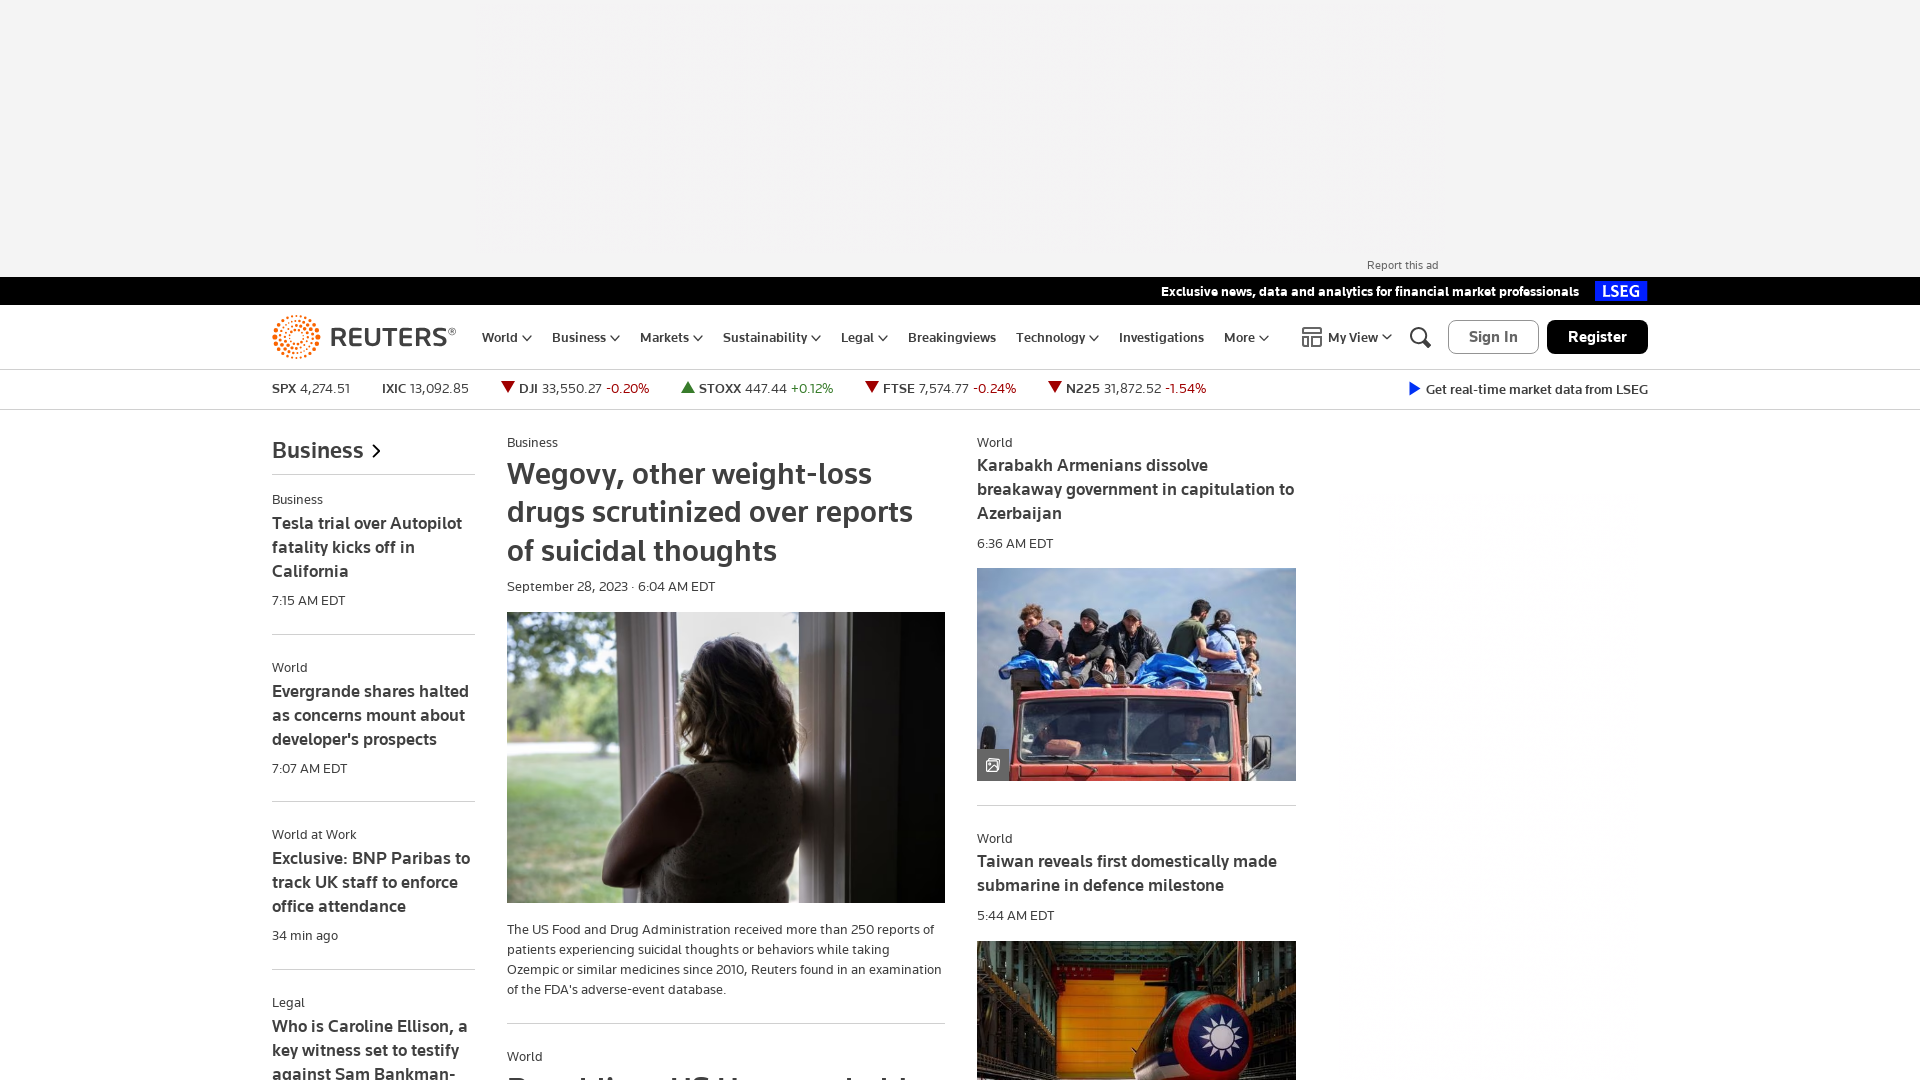 Report this ad
Exclusive news, data and analytics for financial market professionals LSEG
REUTERS® World Business Markets Sustainability Legal Breakingviews Technology Investigations More My View Sign In Register
SPX 4,274.51 IXIC 13,092.85 DJI 33,550.27 -0.20% STOXX 447.44 +0.12% FTSE 7,574.77 -0.24% N225 31,872.52 -1.54% Get real-time market data from LSEG
Business
Business
Tesla trial over Autopilot
fatality kicks off in
California
7:15 AM EDT
World
Evergrande shares halted
as concerns mount about
developer's prospects
7:07 AM EDT
World at Work
Exclusive: BNP Paribas to
track UK staff to enforce
office attendance
34 min ago
Legal
Who is Caroline Ellison, a
key witness set to testify
against Sam Bankman-
Business
Wegovy, other weight-loss
drugs scrutinized over reports
of suicidal thoughts
September 28, 2023 · 6:04 AM EDT
The US Food and Drug Administration received more than 250 reports of
patients experiencing suicidal thoughts or behaviors while taking
Ozempic or similar medicines since 2010, Reuters found in an examination
of the FDA's adverse-event database.
World
World
Karabakh Armenians dissolve
breakaway government in capitulation to
Azerbaijan
6:36 AM EDT
World
Taiwan reveals first domestically made
submarine in defence milestone
5:44 AM EDT